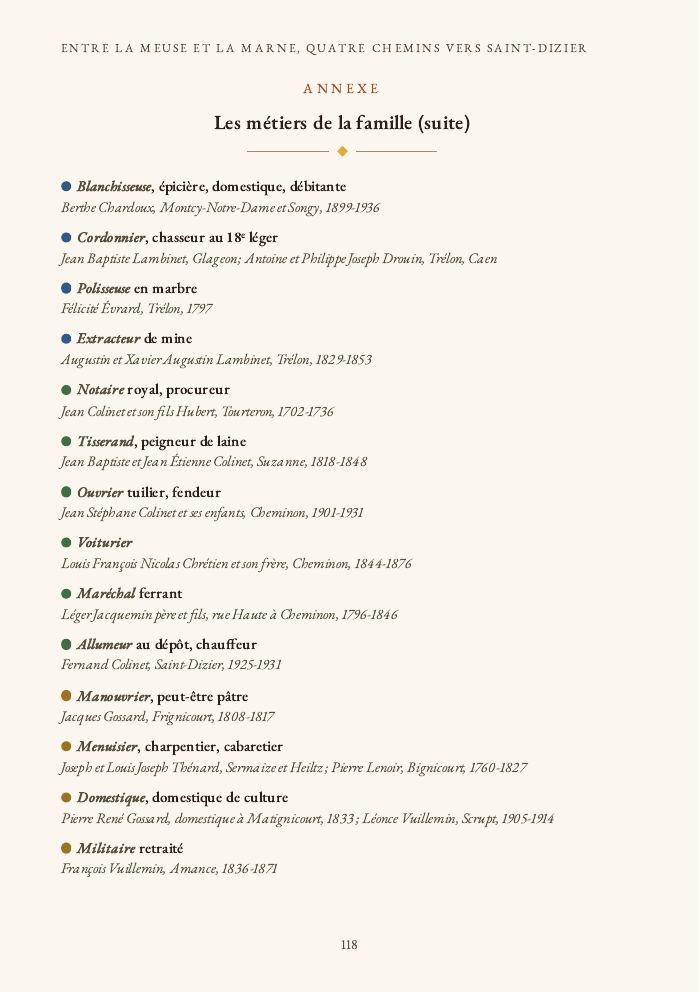 ENTRE LA MEUSE ET LA MARNE, QUATRE CHEMINS VERS SAINT-DIZIER
ANNEXE
Les métiers de la famille (suite)
Blanchisseuse, épicière, domestique, débitante
Berthe Chardoux, Montcy-Notre-Dame et Songy, 1899-1936
Cordonnier, chasseur au 18ᵉ léger
Jean Baptiste Lambinet, Glageon; Antoine et Philippe Joseph Drouin, Trélon, Caen
Polisseuse en marbre
Félicité Évrard, Trélon, 1797
Extracteur de mine
Augustin et Xavier Augustin Lambinet, Trélon, 1829-1853
Notaire royal, procureur
Jean Colinet et son fils Hubert, Tourteron, 1702-1736
Tisserand, peigneur de laine
Jean Baptiste et Jean Étienne Colinet, Suzanne, 1818-1848
Ouvrier tuilier, fendeur
Jean Stéphane Colinet et ses enfants, Cheminon, 1901-1931
Voiturier
Louis François Nicolas Chrétien et son frère, Cheminon, 1844-1876
Maréchal ferrant
Léger Jacquemin père et fils, rue Haute à Cheminon, 1796-1846
Allumeur au dépôt, chauffeur
Fernand Colinet, Saint-Dizier, 1925-1931
Manouvrier, peut-être pâtre
Jacques Gossard, Frignicourt, 1808-1817
Menuisier, charpentier, cabaretier
Joseph et Louis Joseph Thénard, Sermaize et Heiltz ; Pierre Lenoir, Bignicourt, 1760-1827
Domestique, domestique de culture
Pierre René Gossard, domestique à Matignicourt, 1833 ; Léonce Vuillemin, Scrupt, 1905-1914
Militaire retraité
François Vuillemin, Amance, 1836-1871
118